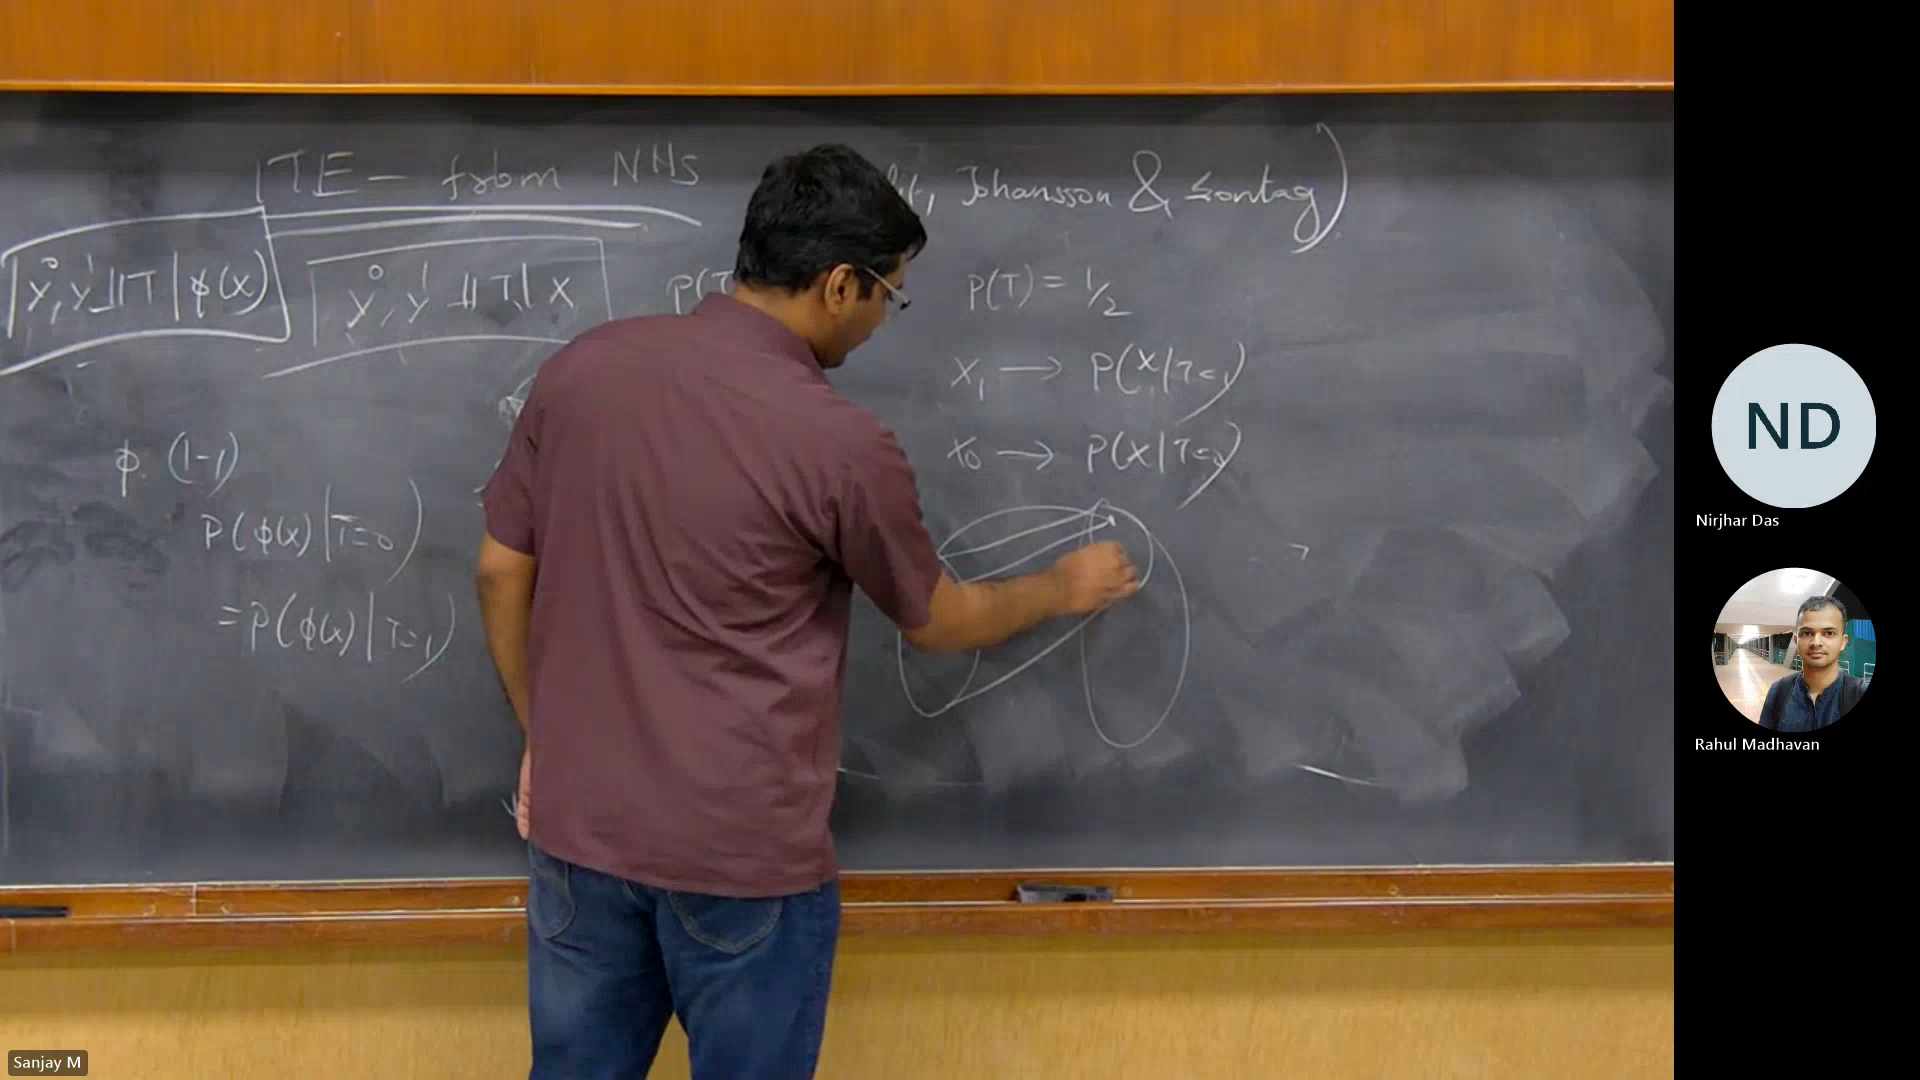 ITE - from NNs
, Johansson & Sontag)
Y⁰, Y¹ ⊥⊥ T | ϕ(x)
Y⁰, Y¹ ⊥⊥ T | X
P(T
P(T) = 1/2
X₁ → P(X|T=1)
X₀ → P(X|T=0)
ϕ. (1-1)
P(ϕ(x) | T=0)
= P(ϕ(x) | T=1)
ND
Nirjhar Das
Rahul Madhavan
Sanjay M